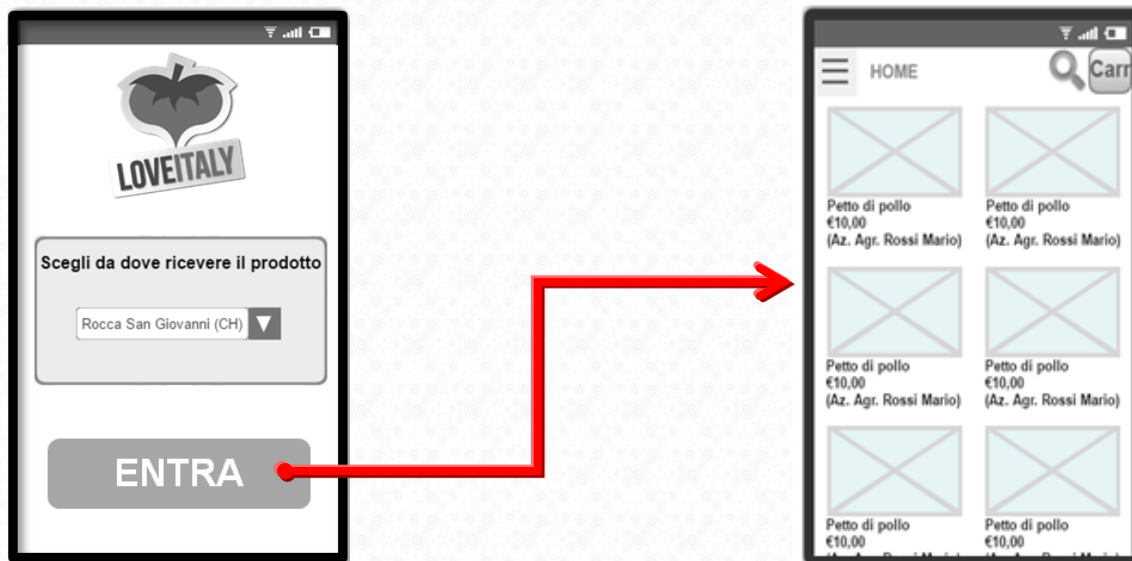 LOVEITALY
Scegli da dove ricevere il prodotto
Rocca San Giovanni (CH)
ENTRA
HOME
Carr
Petto di pollo
€10,00
(Az. Agr. Rossi Mario)
Petto di pollo
€10,00
(Az. Agr. Rossi Mario)
Petto di pollo
€10,00
(Az. Agr. Rossi Mario)
Petto di pollo
€10,00
(Az. Agr. Rossi Mario)
Petto di pollo
€10,00
Petto di pollo
€10,00